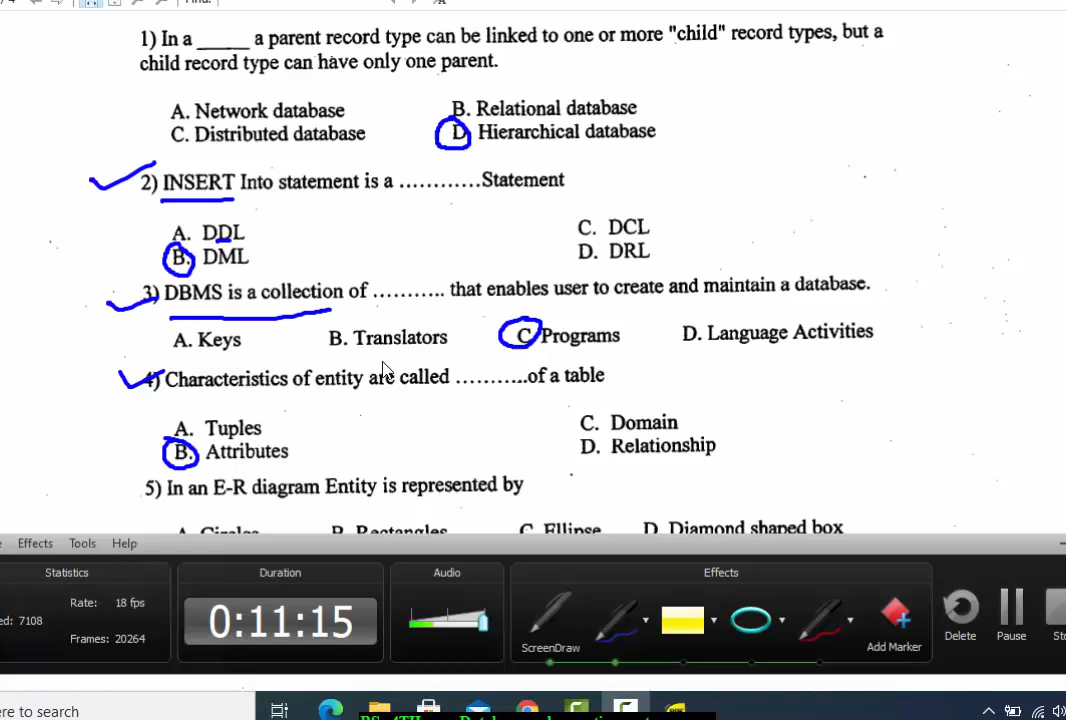 1) In a _____ a parent record type can be linked to one or more "child" record types, but a
child record type can have only one parent.
A. Network database B. Relational database
C. Distributed database D. Hierarchical database
2) INSERT Into statement is a ............Statement
A. DDL C. DCL
B. DML D. DRL
3) DBMS is a collection of ........... that enables user to create and maintain a database.
A. Keys B. Translators C. Programs D. Language Activities
4) Characteristics of entity are called ...........of a table
A. Tuples C. Domain
B. Attributes D. Relationship
5) In an E-R diagram Entity is represented by
A. Circles B. Rectangles C. Ellipse D. Diamond shaped box
Effects Tools Help
Statistics Duration Audio Effects
Rate: 18 fps
7108
Frames: 20264
0:11:15
ScreenDraw
Add Marker
Delete
Pause
ere to search